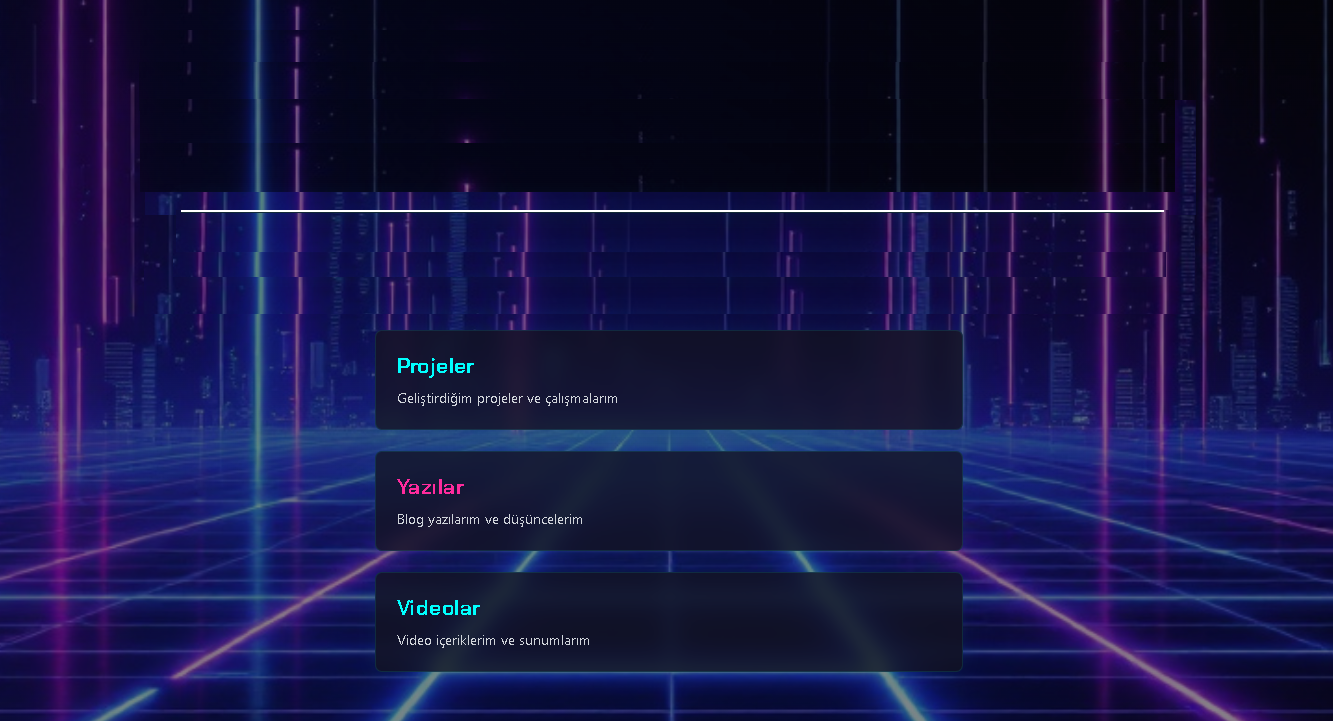 Projeler
Geliştirdiğim projeler ve çalışmalarım
Yazılar
Blog yazılarım ve düşüncelerim
Videolar
Video içeriklerim ve sunumlarım